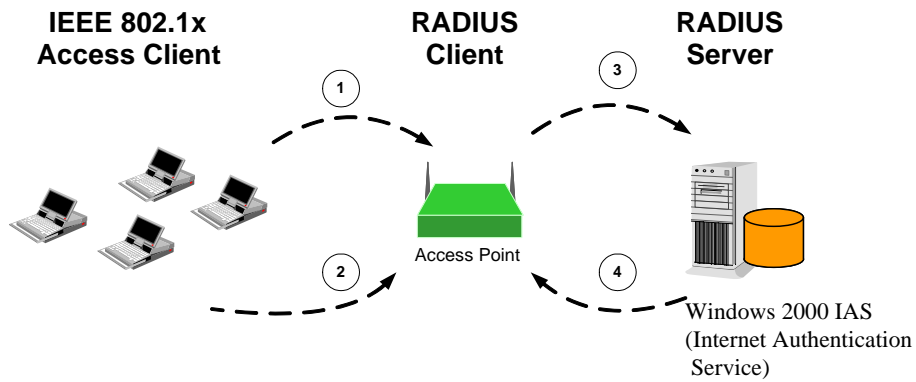 IEEE 802.1x
Access Client
RADIUS
Client
RADIUS
Server
1
3
Access Point
2
4
Windows 2000 IAS
(Internet Authentication
Service)